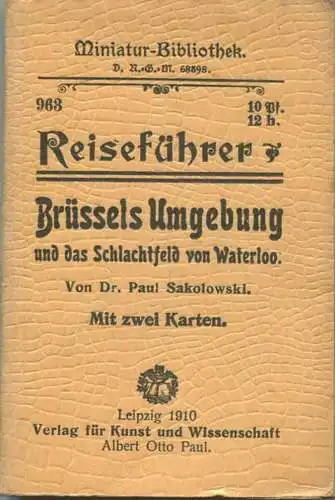 Miniatur-Bibliothek.
D. R.-G.-M. 68898.
963
10 Pf.
12 h.
Reiseführer
Brüssels Umgebung
und das Schlachtfeld von Waterloo.
Von Dr. Paul Sakolowski.
Mit zwei Karten.
Leipzig 1910
Verlag für Kunst und Wissenschaft
Albert Otto Paul.